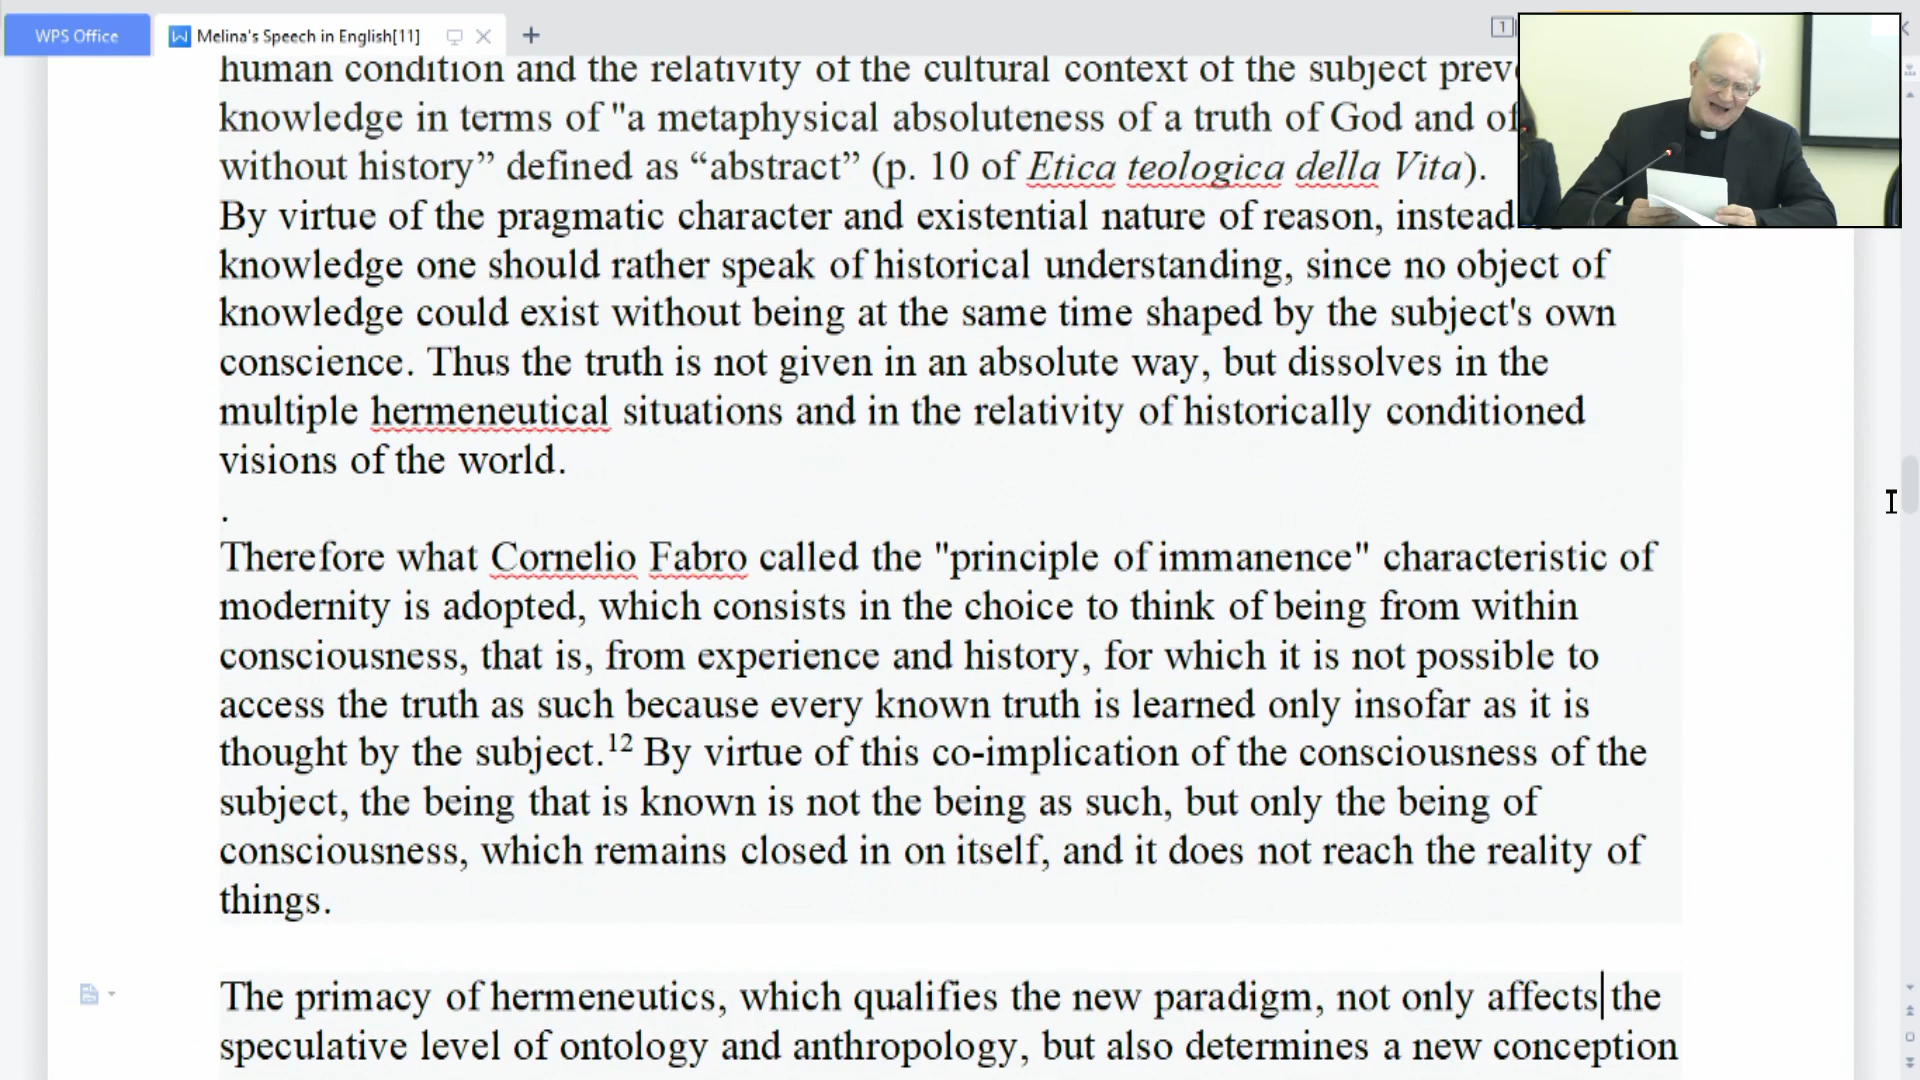 WPS Office
Melina's Speech in English[11]
1
human condition and the relativity of the cultural context of the subject
knowledge in terms of "a metaphysical absoluteness of a truth of God and of
without history” defined as “abstract” (p. 10 of Etica teologica della Vita).
By virtue of the pragmatic character and existential nature of reason, instead
knowledge one should rather speak of historical understanding, since no object of
knowledge could exist without being at the same time shaped by the subject's own
conscience. Thus the truth is not given in an absolute way, but dissolves in the
multiple hermeneutical situations and in the relativity of historically conditioned
visions of the world.
.
Therefore what Cornelio Fabro called the "principle of immanence" characteristic of
modernity is adopted, which consists in the choice to think of being from within
consciousness, that is, from experience and history, for which it is not possible to
access the truth as such because every known truth is learned only insofar as it is
thought by the subject.12 By virtue of this co-implication of the consciousness of the
subject, the being that is known is not the being as such, but only the being of
consciousness, which remains closed in on itself, and it does not reach the reality of
things.
The primacy of hermeneutics, which qualifies the new paradigm, not only affects the
speculative level of ontology and anthropology, but also determines a new conception